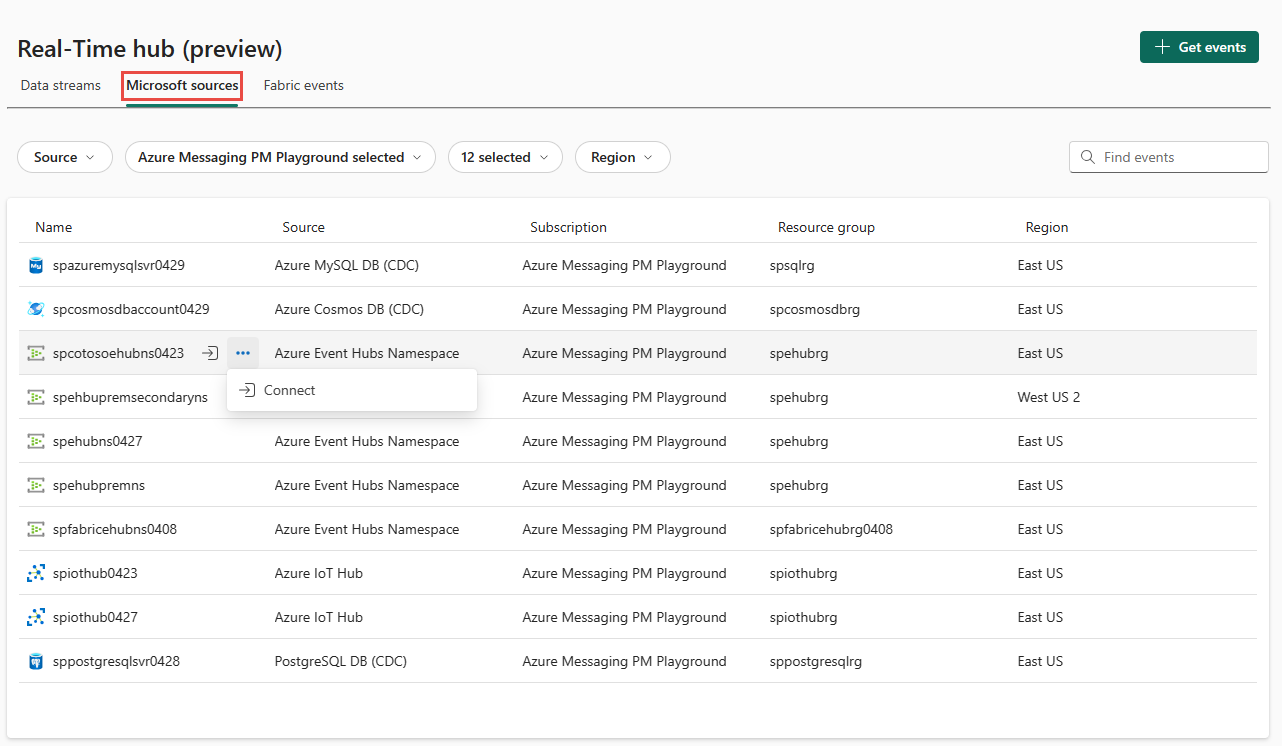 Real-Time hub (preview)
Get events
Data streams Microsoft sources Fabric events
Source Azure Messaging PM Playground selected 12 selected Region Find events
Name Source Subscription Resource group Region
spazuremysqlsvr0429 Azure MySQL DB (CDC) Azure Messaging PM Playground spsqlrg East US
spcosmosdbaccount0429 Azure Cosmos DB (CDC) Azure Messaging PM Playground spcosmosdbrg East US
spcotosoehubns0423 Azure Event Hubs Namespace Azure Messaging PM Playground spehubrg East US
Connect
spehbupremsecondaryns Azure Messaging PM Playground spehubrg West US 2
spehubns0427 Azure Event Hubs Namespace Azure Messaging PM Playground spehubrg East US
spehubpremns Azure Event Hubs Namespace Azure Messaging PM Playground spehubrg East US
spfabricehubns0408 Azure Event Hubs Namespace Azure Messaging PM Playground spfabricehubrg0408 East US
spiothub0423 Azure IoT Hub Azure Messaging PM Playground spiothubrg East US
spiothub0427 Azure IoT Hub Azure Messaging PM Playground spiothubrg East US
sppostgresqlsvr0428 PostgreSQL DB (CDC) Azure Messaging PM Playground sppostgresqlrg East US